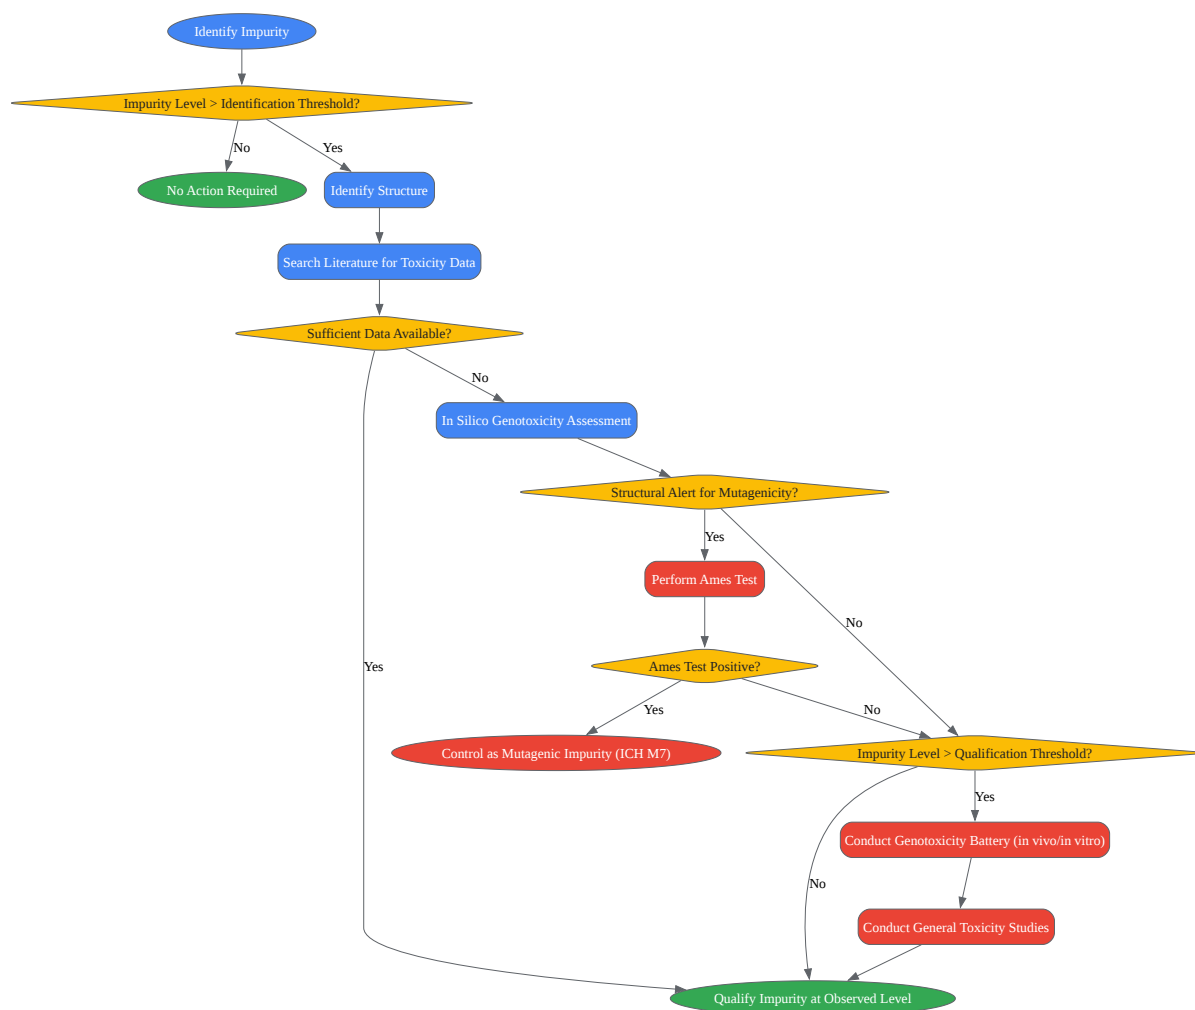 Identify Impurity
Impurity Level > Identification Threshold?
No
Yes
No Action Required
Identify Structure
Search Literature for Toxicity Data
Sufficient Data Available?
No
In Silico Genotoxicity Assessment
Structural Alert for Mutagenicity?
Yes
Perform Ames Test
No
Yes
Ames Test Positive?
Yes
No
Control as Mutagenic Impurity (ICH M7)
Impurity Level > Qualification Threshold?
Yes
Conduct Genotoxicity Battery (in vivo/in vitro)
No
Conduct General Toxicity Studies
Qualify Impurity at Observed Level